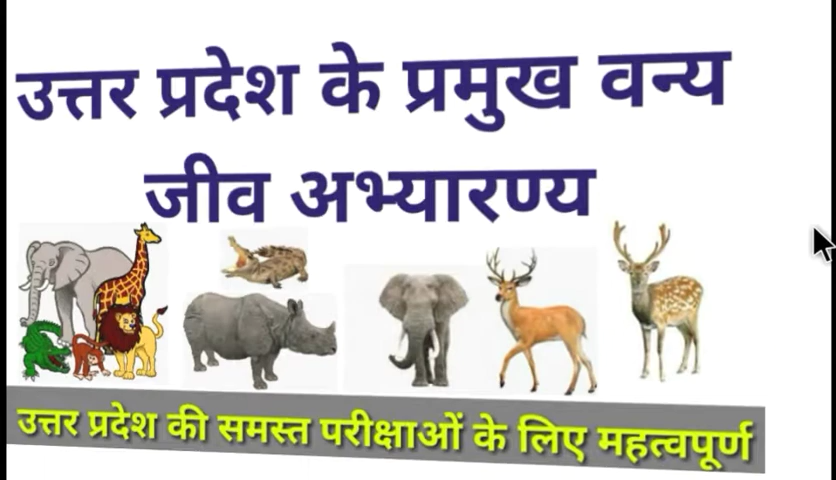 उत्तर प्रदेश के प्रमुख वन्य
जीव अभ्यारण्य
उत्तर प्रदेश की समस्त परीक्षाओं के लिए महत्वपूर्ण